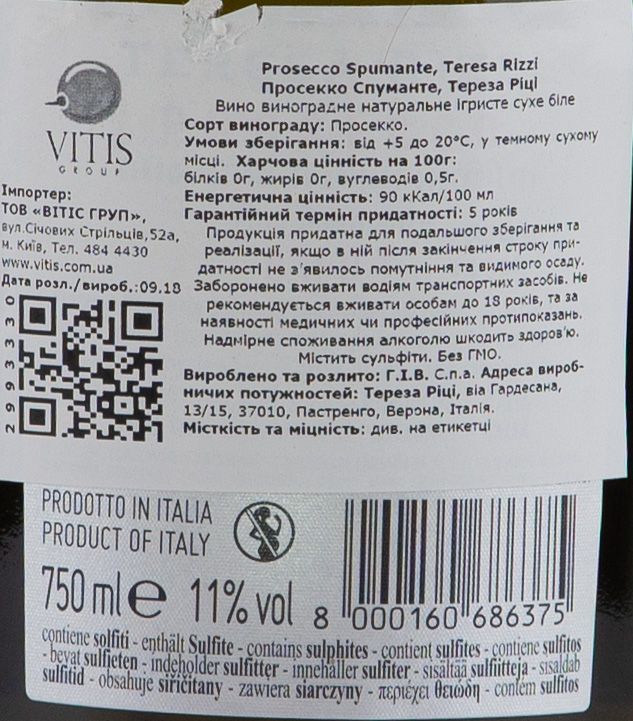 VITIS
GROUP
Імпортер:
ТОВ «ВІТІС ГРУП»,
вул.Січових Стрільців,52а,
м. Київ, Тел. 484 4430
www.vitis.com.ua
Дата розл./вироб.:09.18
2993330
Prosecco Spumante, Teresa Rizzi
Просекко Спуманте, Тереза Ріці
Вино виноградне натуральне ігристе сухе біле
Сорт винограду: Просекко.
Умови зберігання: від +5 до 20°С, у темному сухому
місці. Харчова цінність на 100г:
білків 0г, жирів 0г, вуглеводів 0,5г.
Енергетична цінність: 90 кКал/100 мл
Гарантійний термін придатності: 5 років
Продукція придатна для подальшого зберігання та
реалізації, якщо в ній після закінчення строку при-
датності не з'явилось помутніння та видимого осаду.
Заборонено вживати водіям транспортних засобів. Не
рекомендується вживати особам до 18 років, та за
наявності медичних чи професійних протипоказань.
Надмірне споживання алкоголю шкодить здоров'ю.
Містить сульфіти. Без ГМО.
Вироблено та розлито: Г.І.В. С.п.а. Адреса вироб-
ничих потужностей: Тереза Ріці, віа Гардесана,
13/15, 37010, Пастренго, Верона, Італія.
Місткість та міцність: див. на етикетці
PRODOTTO IN ITALIA
PRODUCT OF ITALY
750 ml e 11% vol
8 000160 686375
contiene solfiti - enthält Sulfite - contains sulphites - contient sulfites - contiene sulfitos
- bevat sulfieten - indeholder sulfitter - innehåller sulfiter - sisältää sulfiitteja - sisaldab
sulfitid - obsahuje siřičitany - zawiera siarczyny - περιέχει θειώδη - contém sulfitos